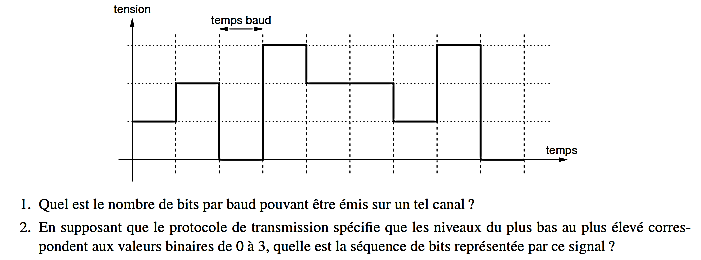 tension
temps baud
temps
1. Quel est le nombre de bits par baud pouvant être émis sur un tel canal ?
2. En supposant que le protocole de transmission spécifie que les niveaux du plus bas au plus élevé corres-
pondent aux valeurs binaires de 0 à 3, quelle est la séquence de bits représentée par ce signal ?